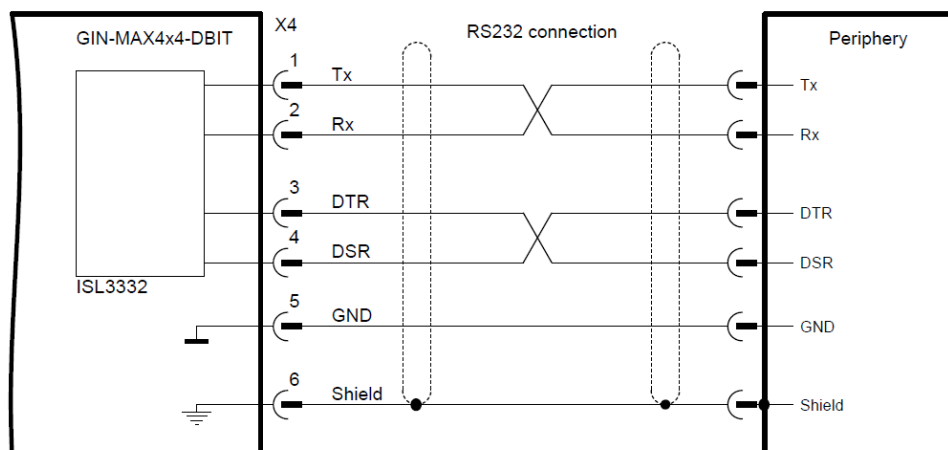 GIN-MAX4x4-DBIT
X4
RS232 connection
Periphery
1
Tx
Tx
2
Rx
Rx
3
DTR
DTR
4
DSR
DSR
ISL3332
5
GND
GND
6
Shield
Shield